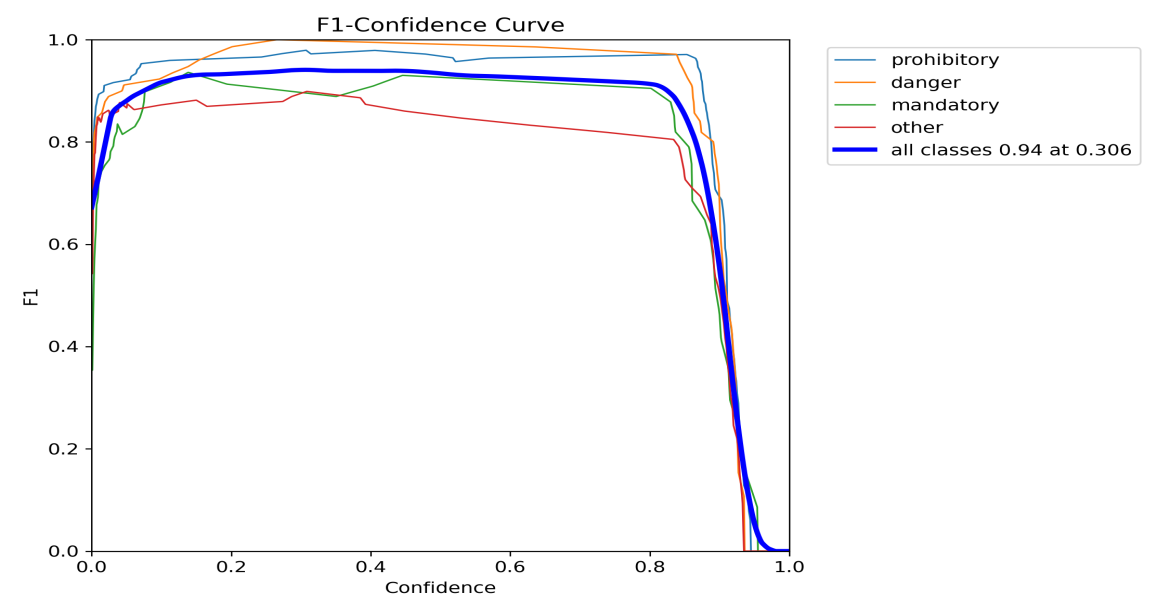 F1-Confidence Curve
1.0
0.8
0.6
0.4
0.2
0.0
F1
0.0 0.2 0.4 0.6 0.8 1.0
Confidence
prohibitory
danger
mandatory
other
all classes 0.94 at 0.306